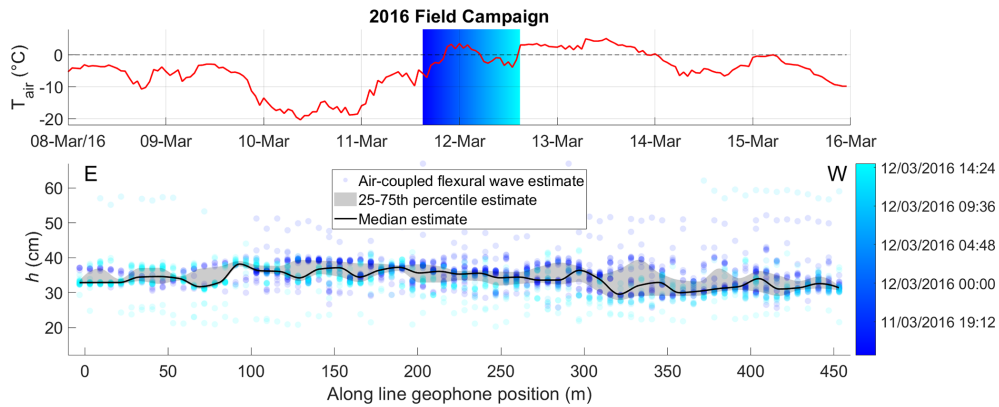 2016 Field Campaign
T_air (°C)
0
-10
-20
08-Mar/16 09-Mar 10-Mar 11-Mar 12-Mar 13-Mar 14-Mar 15-Mar 16-Mar
E
W
Air-coupled flexural wave estimate
25-75th percentile estimate
Median estimate
h (cm)
60
50
40
30
20
0 50 100 150 200 250 300 350 400 450
Along line geophone position (m)
12/03/2016 14:24
12/03/2016 09:36
12/03/2016 04:48
12/03/2016 00:00
11/03/2016 19:12